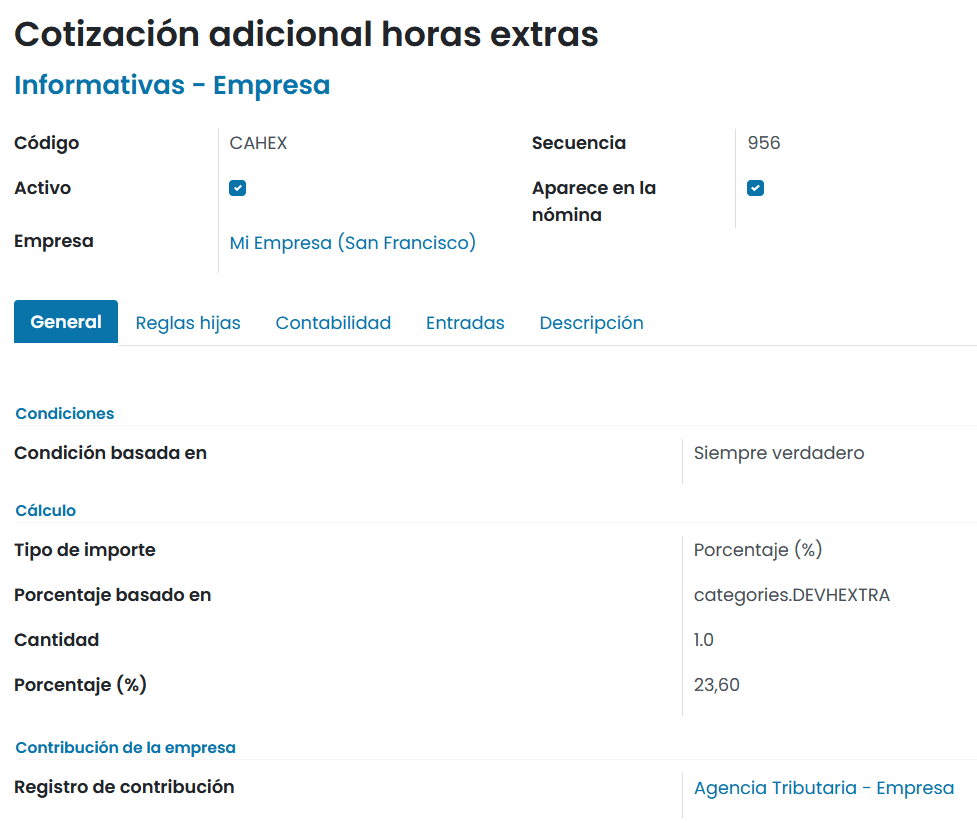 Cotización adicional horas extras
Informativas - Empresa
Código CAHEX Secuencia 956
Activo Aparece en la
nómina
Empresa Mi Empresa (San Francisco)
General Reglas hijas Contabilidad Entradas Descripción
Condiciones
Condición basada en Siempre verdadero
Cálculo
Tipo de importe Porcentaje (%)
Porcentaje basado en categories.DEVHEXTRA
Cantidad 1.0
Porcentaje (%) 23,60
Contribución de la empresa
Registro de contribución Agencia Tributaria - Empresa